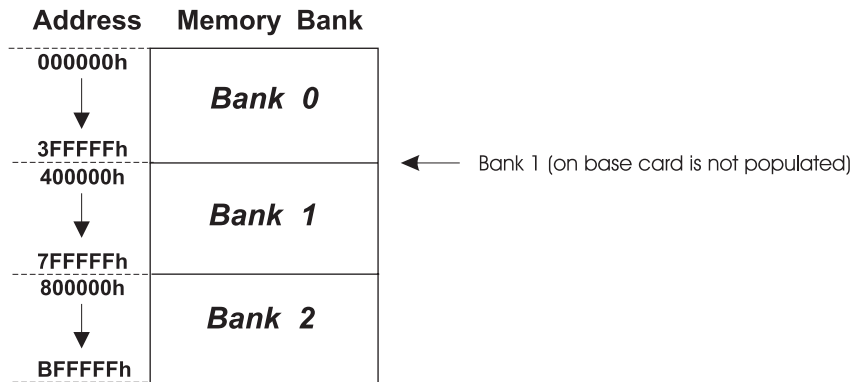 Address Memory Bank
000000h
Bank 0
3FFFFFh
Bank 1 (on base card is not populated)
400000h
Bank 1
7FFFFFh
800000h
Bank 2
BFFFFFh